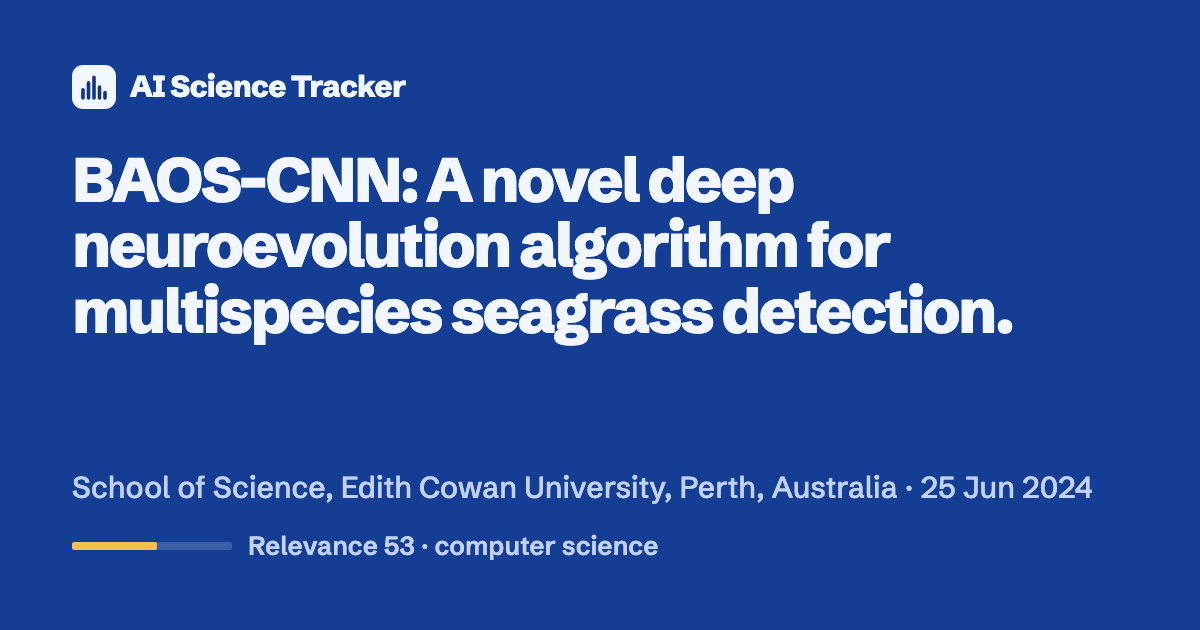 AI Science Tracker
BAOS-CNN: A novel deep
neuroevolution algorithm for
multispecies seagrass detection.
School of Science, Edith Cowan University, Perth, Australia · 25 Jun 2024
Relevance 53 · computer science